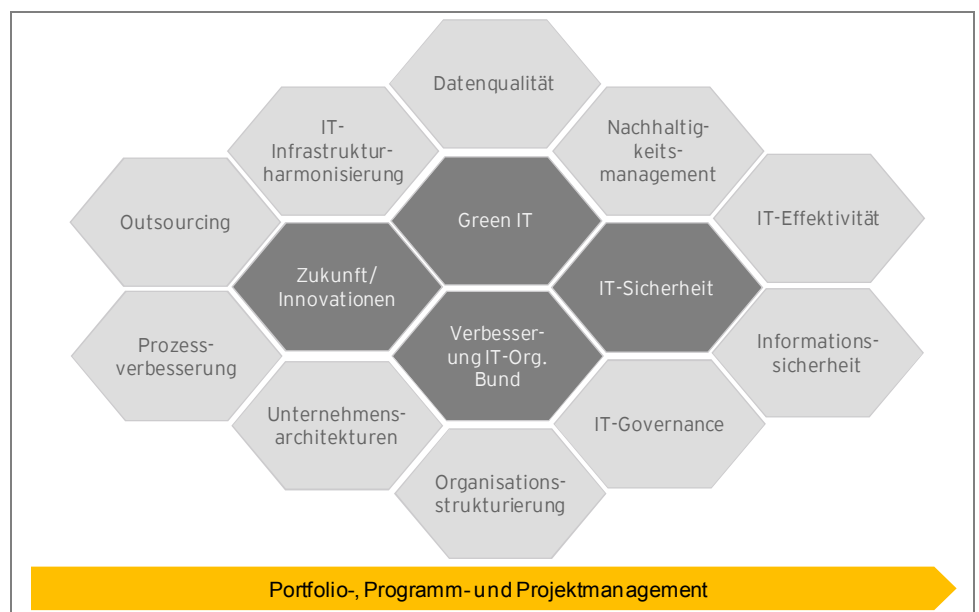 Datenqualität
IT-
Infrastruktur-
harmonisierung
Nachhaltig-
keits-
management
Outsourcing
Green IT
IT-Effektivität
Zukunft/
Innovationen
IT-Sicherheit
Prozess-
verbesserung
Verbesser-
ung IT-Org.
Bund
Informations-
sicherheit
Unternehmens-
architekturen
IT-Governance
Organisations-
strukturierung
Portfolio-, Programm- und Projektmanagement